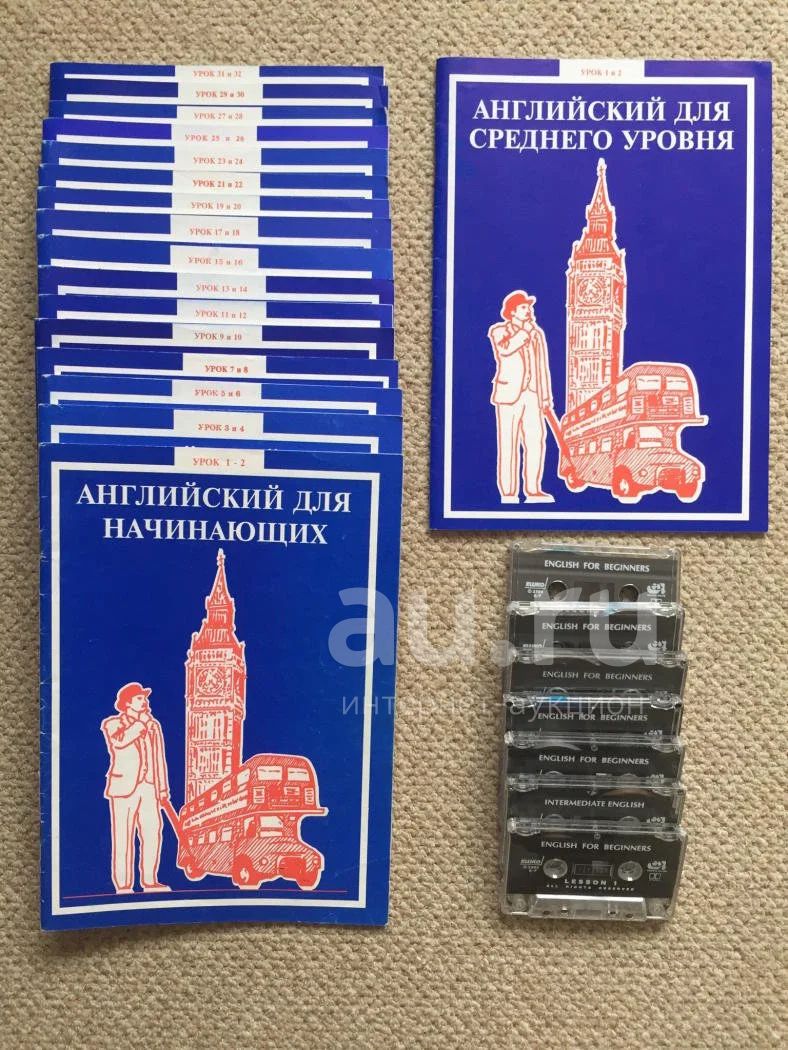 УРОК 31 и 32
УРОК 29 и 30
УРОК 27 и 28
УРОК 25 и 26
УРОК 23 и 24
УРОК 21 и 22
УРОК 19 и 20
УРОК 17 и 18
УРОК 15 и 16
УРОК 13 и 14
УРОК 11 и 12
УРОК 9 и 10
УРОК 7 и 8
УРОК 5 и 6
УРОК 3 и 4
УРОК 1 - 2
АНГЛИЙСКИЙ ДЛЯ
НАЧИНАЮЩИХ
УРОК 1 и 2
АНГЛИЙСКИЙ ДЛЯ
СРЕДНЕГО УРОВНЯ
ENGLISH FOR BEGINNERS
ENGLISH FOR BEGINNERS
ENGLISH FOR BEGINNERS
ENGLISH FOR BEGINNERS
ENGLISH FOR BEGINNERS
INTERMEDIATE ENGLISH
ENGLISH FOR BEGINNERS
LESSON 1
ALL RIGHTS RESERVED
au.ru
интернет-аукцион